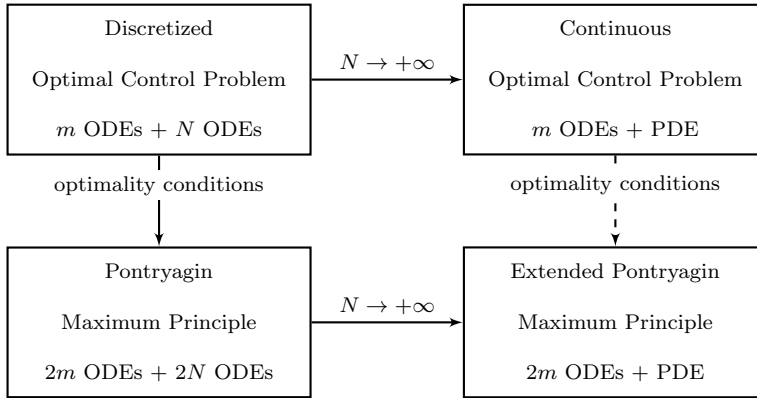 Discretized
Optimal Control Problem
m ODEs + N ODEs
N → +∞
Continuous
Optimal Control Problem
m ODEs + PDE
optimality conditions
optimality conditions
Pontryagin
Maximum Principle
2m ODEs + 2N ODEs
N → +∞
Extended Pontryagin
Maximum Principle
2m ODEs + PDE